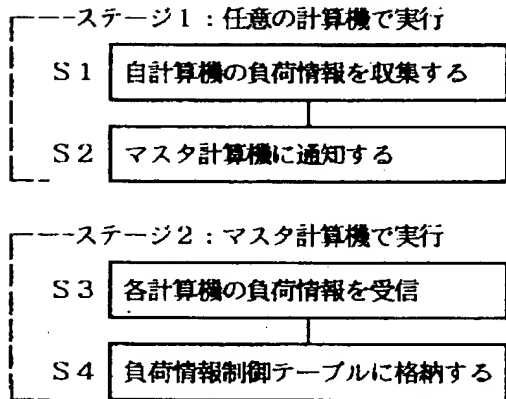 ステージ1：任意の計算機で実行
S1 自計算機の負荷情報を収集する
S2 マスタ計算機に通知する
ステージ2：マスタ計算機で実行
S3 各計算機の負荷情報を受信
S4 負荷情報制御テーブルに格納する